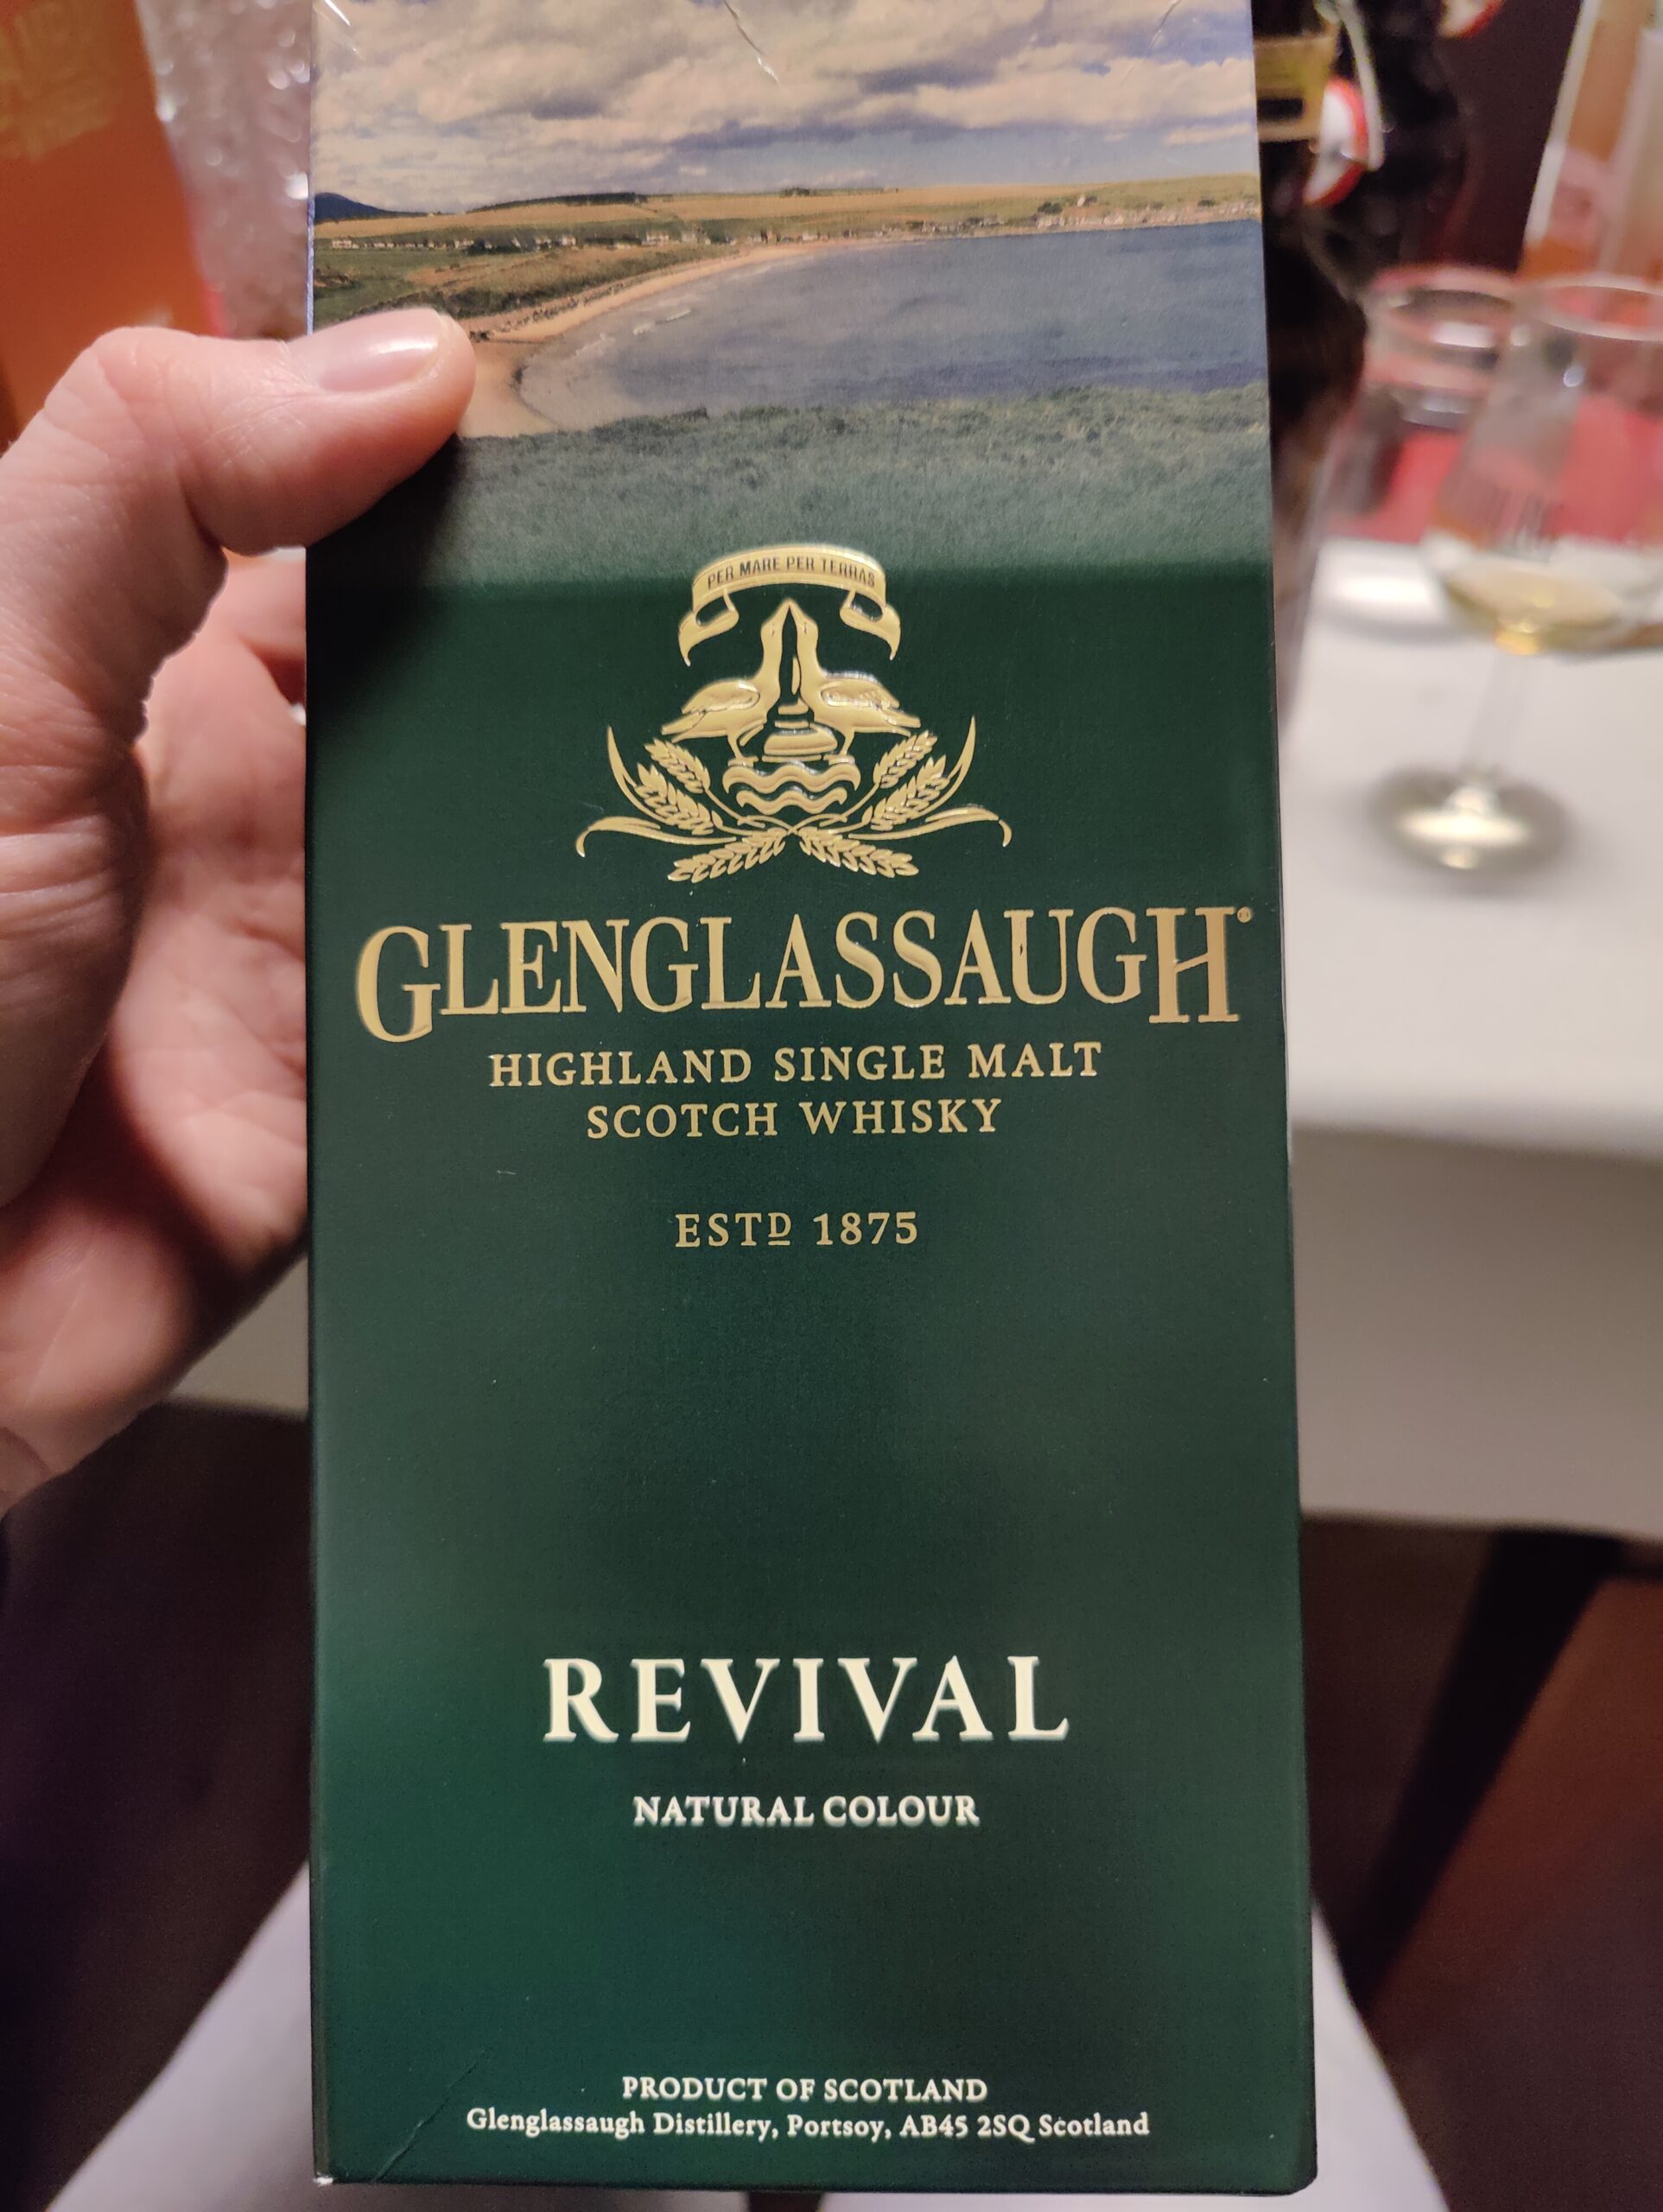 PER MARE PER TERRAS
GLENGLASSAUGH®
HIGHLAND SINGLE MALT
SCOTCH WHISKY
ESTD 1875
REVIVAL
NATURAL COLOUR
PRODUCT OF SCOTLAND
Glenglassaugh Distillery, Portsoy, AB45 2SQ Scotland